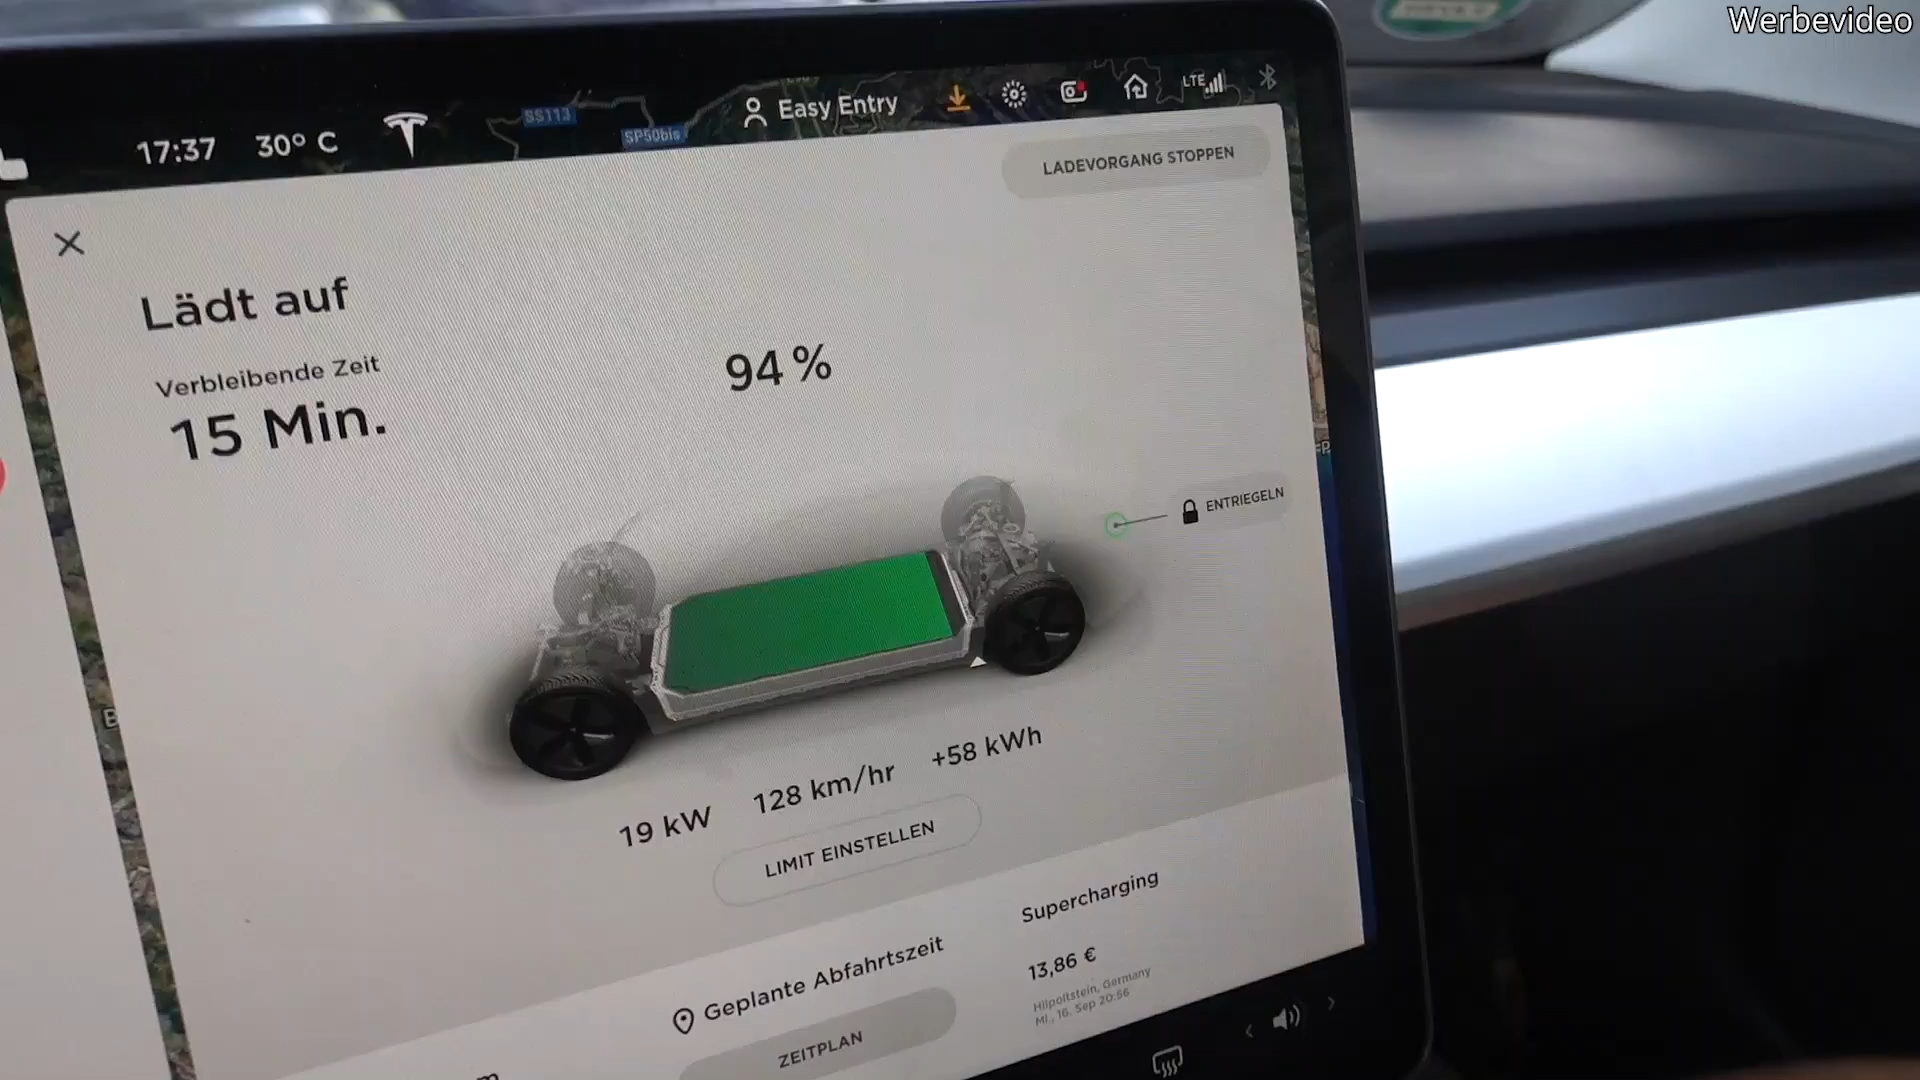 Werbevideo
17:37
30° C
SS113
SP50bis
Easy Entry
LTE
LADEVORGANG STOPPEN
Lädt auf
Verbleibende Zeit
15 Min.
94 %
ENTRIEGELN
19 kW
128 km/hr
+58 kWh
LIMIT EINSTELLEN
Geplante Abfahrtszeit
ZEITPLAN
Supercharging
13,86 €
Hilpoltstein, Germany
Mi., 16. Sep 20:56